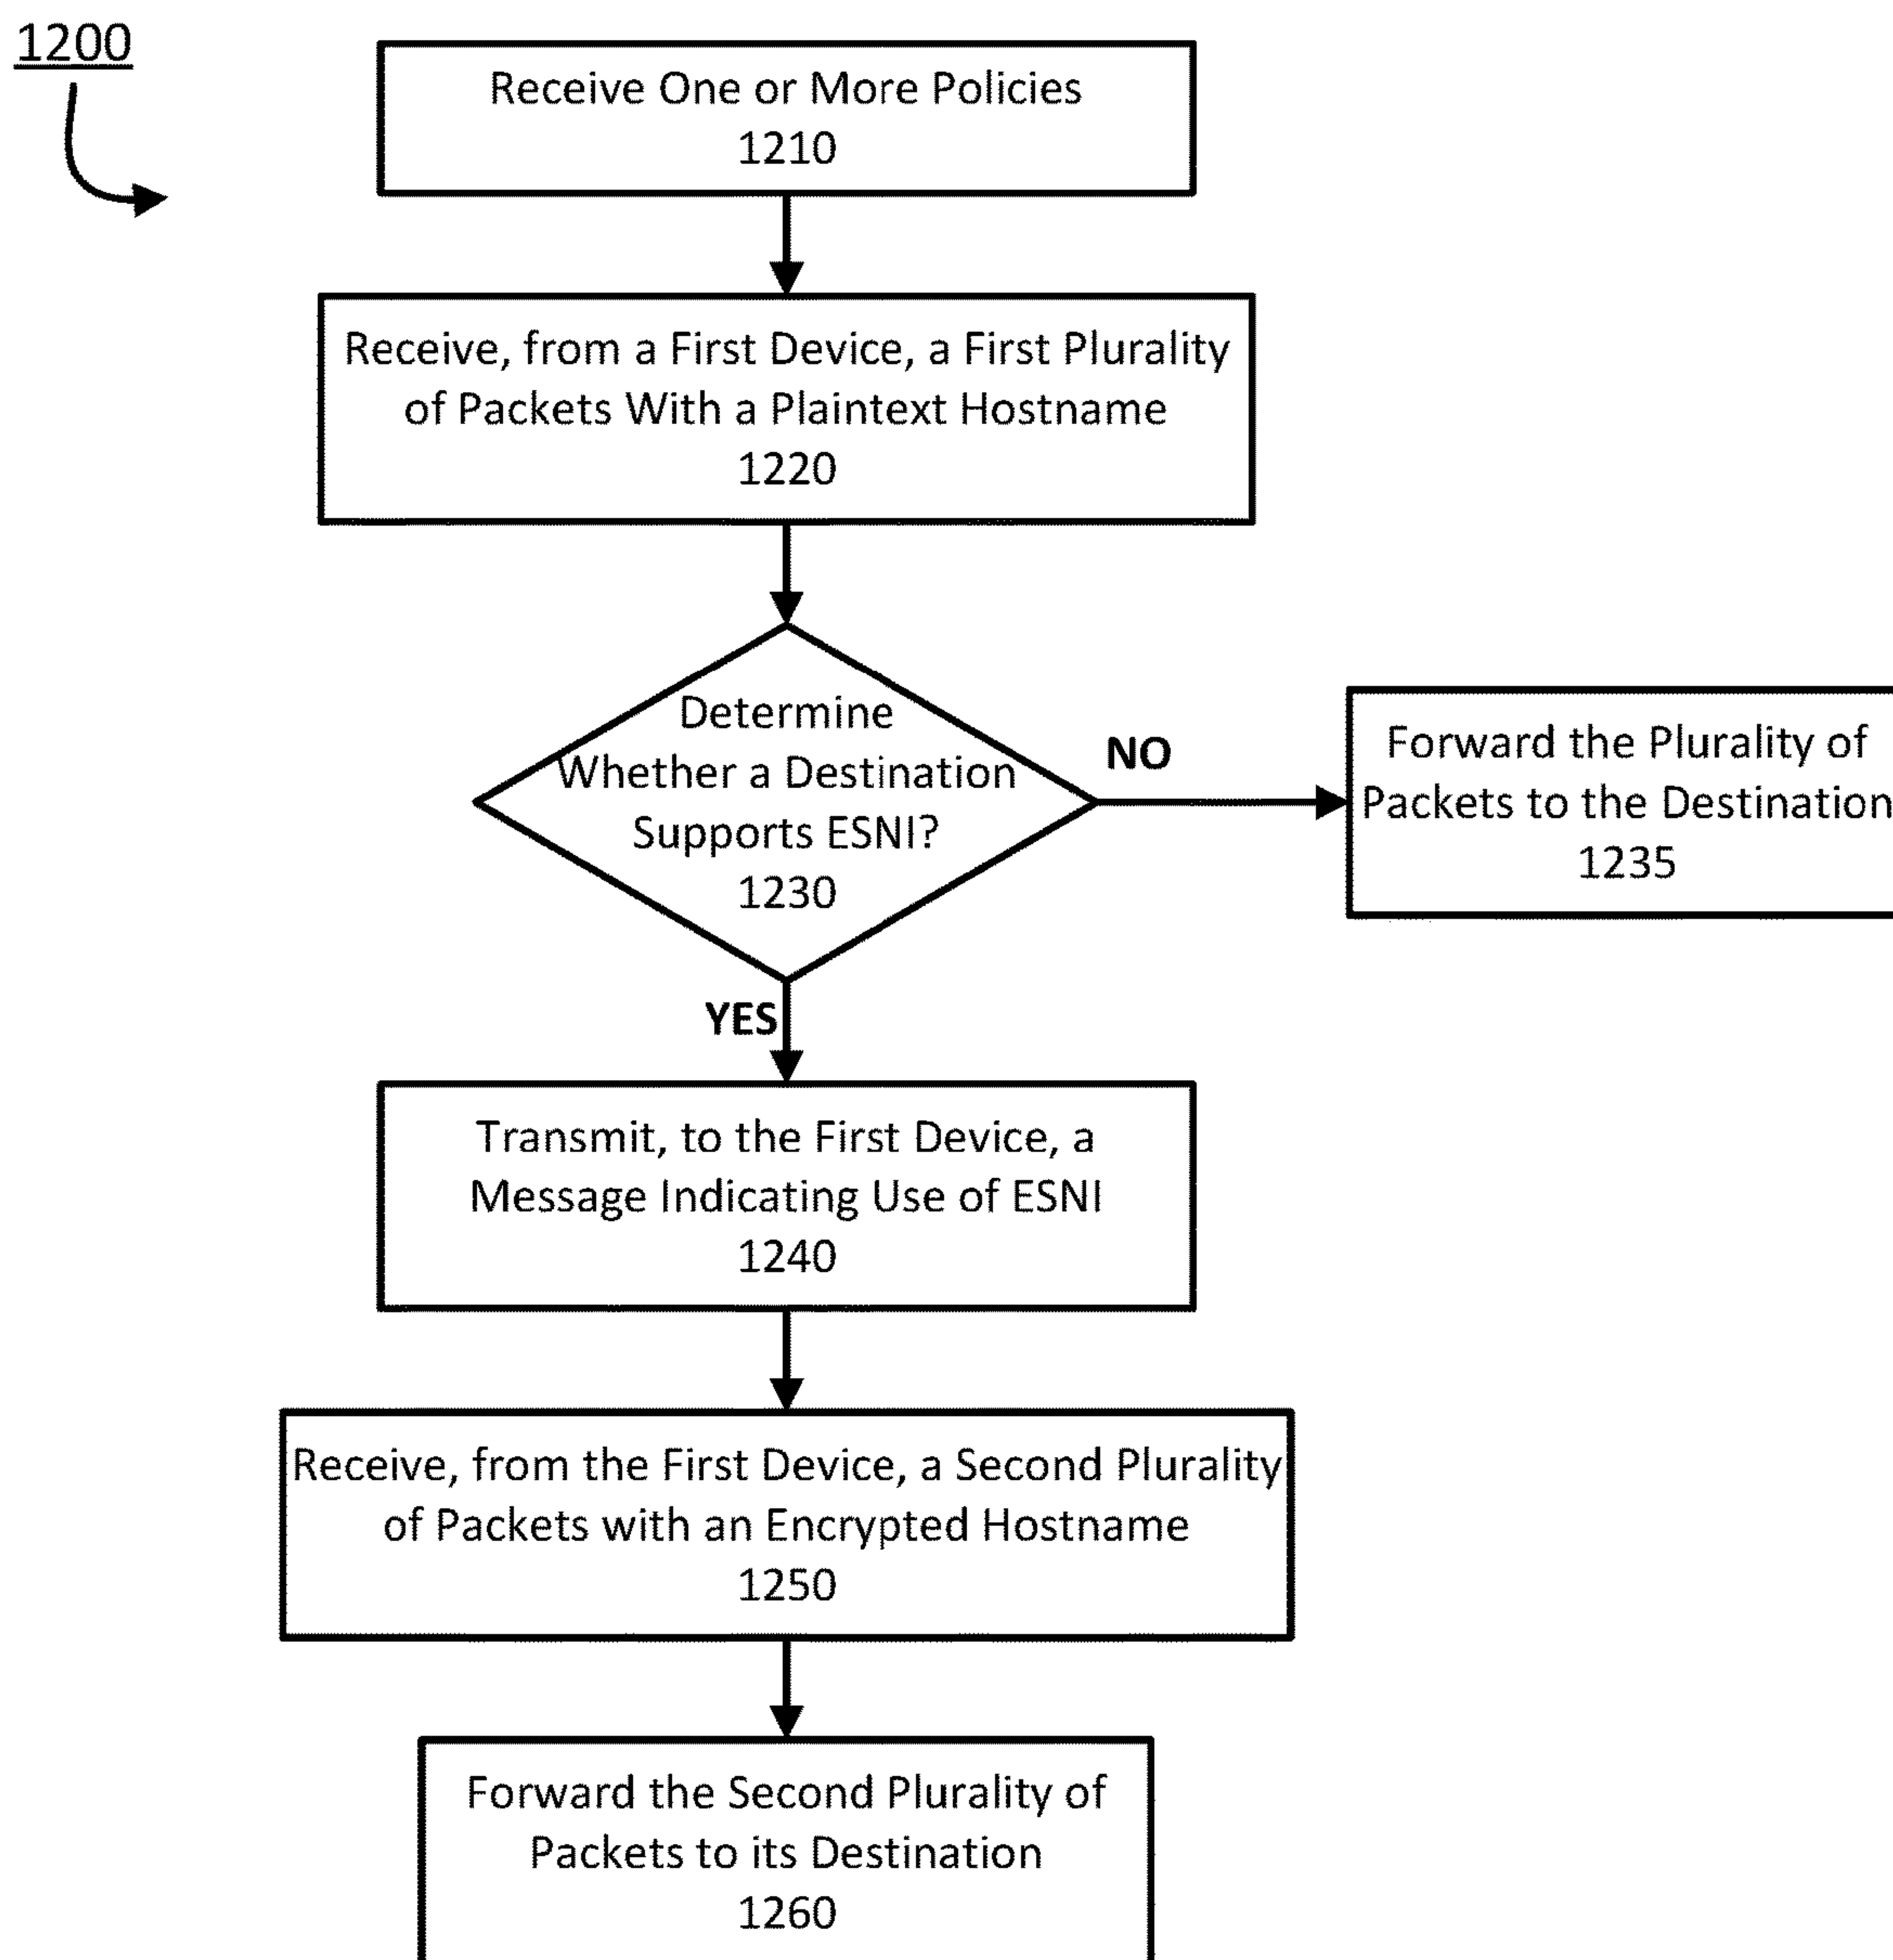 1200
Receive One or More Policies
1210
Receive, from a First Device, a First Plurality
of Packets With a Plaintext Hostname
1220
Determine
Whether a Destination
Supports ESNI?
1230
NO
Forward the Plurality of
Packets to the Destination
1235
YES
Transmit, to the First Device, a
Message Indicating Use of ESNI
1240
Receive, from the First Device, a Second Plurality
of Packets with an Encrypted Hostname
1250
Forward the Second Plurality of
Packets to its Destination
1260